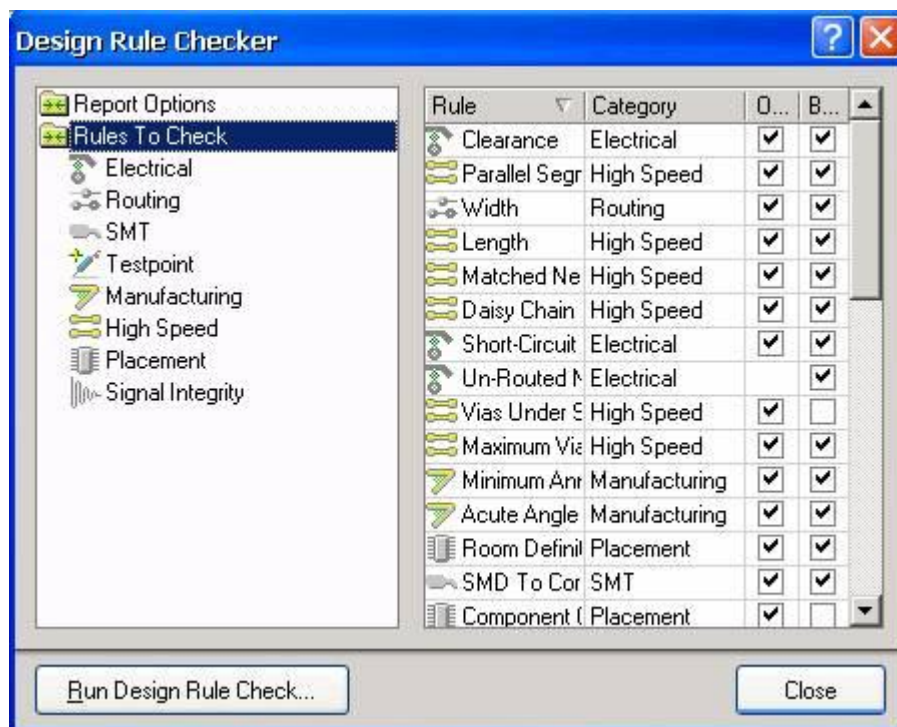 Design Rule Checker
Report Options
Rules To Check
Electrical
Routing
SMT
Testpoint
Manufacturing
High Speed
Placement
Signal Integrity
Rule Category O... B...
Clearance Electrical
Parallel Segr High Speed
Width Routing
Length High Speed
Matched Ne High Speed
Daisy Chain High Speed
Short-Circuit Electrical
Un-Routed N Electrical
Vias Under S High Speed
Maximum Via High Speed
Minimum Ann Manufacturing
Acute Angle Manufacturing
Room Definit Placement
SMD To Cor SMT
Component ( Placement
Run Design Rule Check...
Close